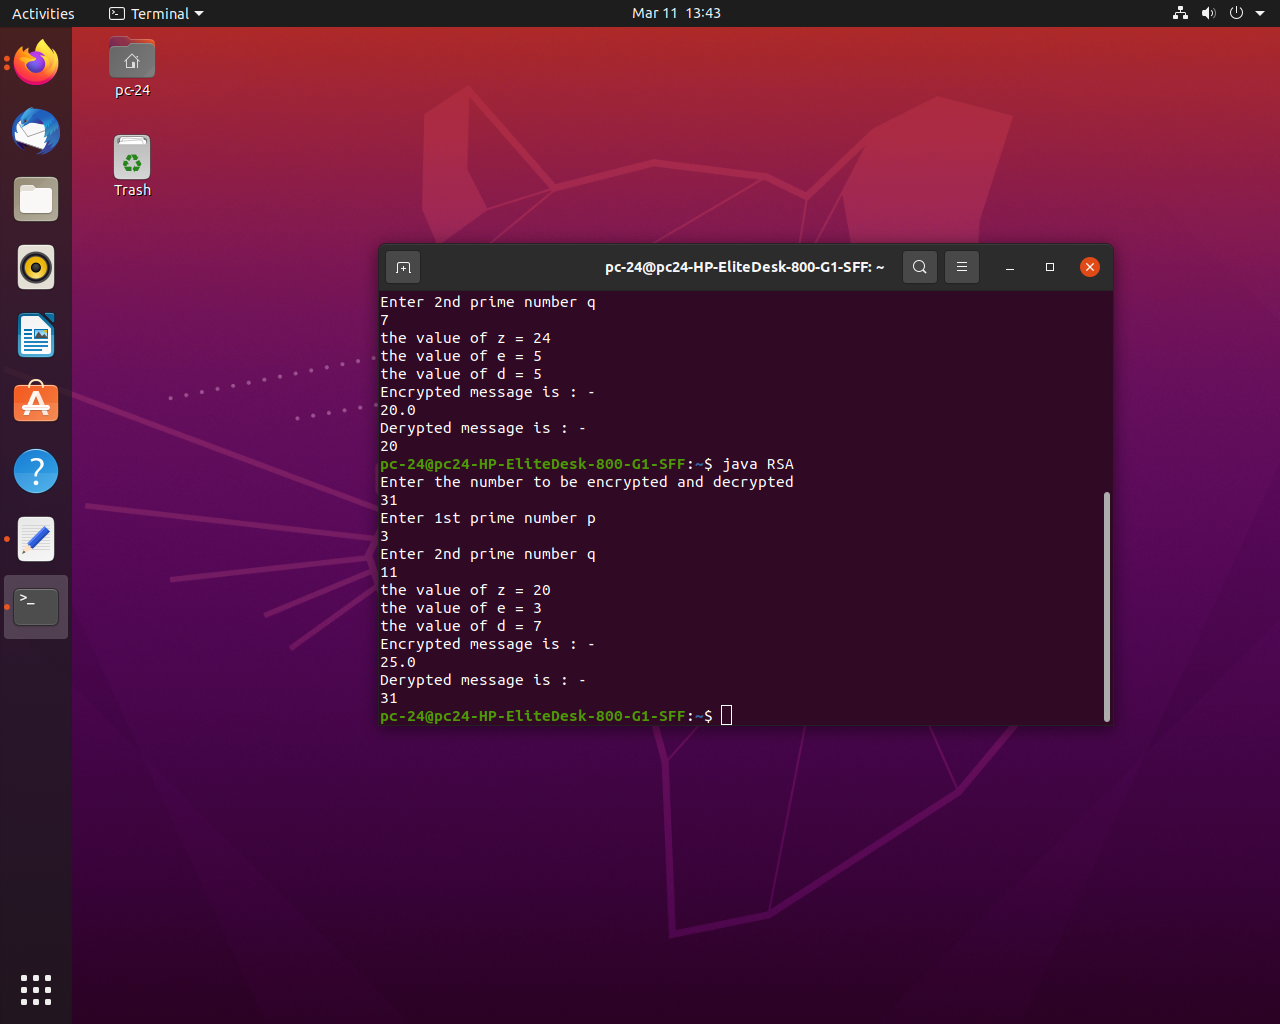 Activities
Terminal
Mar 11 13:43
pc-24
Trash
pc-24@pc24-HP-EliteDesk-800-G1-SFF: ~
Enter 2nd prime number q
7
the value of z = 24
the value of e = 5
the value of d = 5
Encrypted message is : -
20.0
Derypted message is : -
20
pc-24@pc24-HP-EliteDesk-800-G1-SFF:~$ java RSA
Enter the number to be encrypted and decrypted
31
Enter 1st prime number p
3
Enter 2nd prime number q
11
the value of z = 20
the value of e = 3
the value of d = 7
Encrypted message is : -
25.0
Derypted message is : -
31
pc-24@pc24-HP-EliteDesk-800-G1-SFF:~$